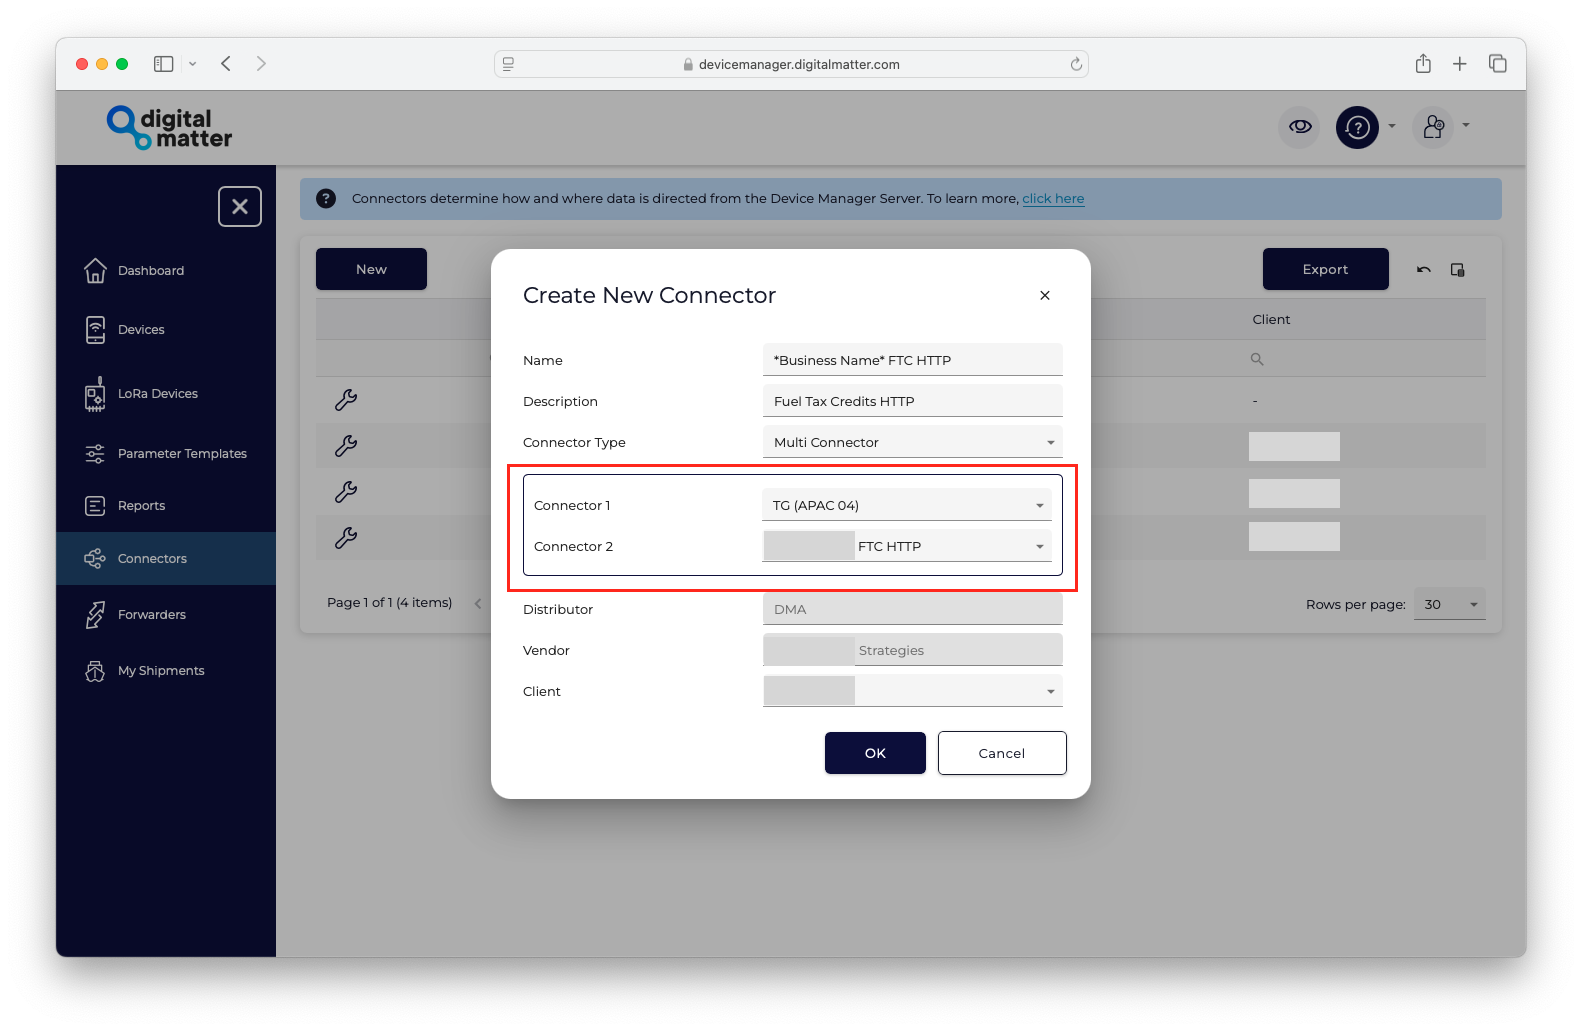 devicemanager.digitalmatter.com
digital
matter
Connectors determine how and where data is directed from the Device Manager Server. To learn more, click here
Dashboard
Devices
LoRa Devices
Parameter Templates
Reports
Connectors
Forwarders
My Shipments
New
Export
Client
-
Page 1 of 1 (4 items)
Rows per page: 30
Create New Connector
Name *Business Name* FTC HTTP
Description Fuel Tax Credits HTTP
Connector Type Multi Connector
Connector 1 TG (APAC 04)
Connector 2 FTC HTTP
Distributor DMA
Vendor Strategies
Client
OK Cancel